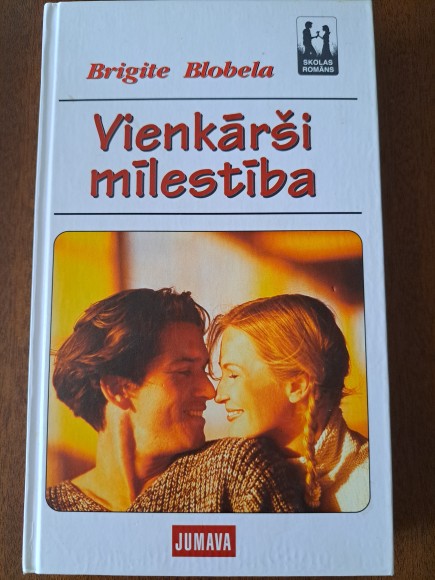 Brigite Blobela
SKOLAS
ROMĀNS
Vienkārši
mīlestība
JUMAVA